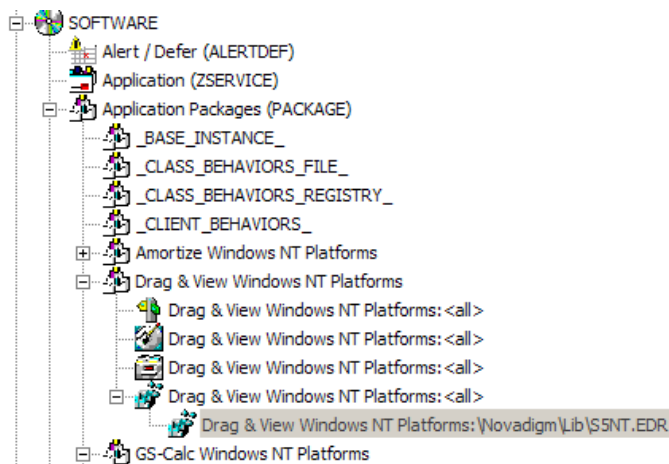 SOFTWARE
Alert / Defer (ALERTDEF)
Application (ZSERVICE)
Application Packages (PACKAGE)
_BASE_INSTANCE_
_CLASS_BEHAVIORS_FILE_
_CLASS_BEHAVIORS_REGISTRY_
_CLIENT_BEHAVIORS_
Amortize Windows NT Platforms
Drag & View Windows NT Platforms
Drag & View Windows NT Platforms:<all>
Drag & View Windows NT Platforms:<all>
Drag & View Windows NT Platforms:<all>
Drag & View Windows NT Platforms:<all>
Drag & View Windows NT Platforms:\Novadigm\Lib\S5NT.EDR
GS-Calc Windows NT Platforms